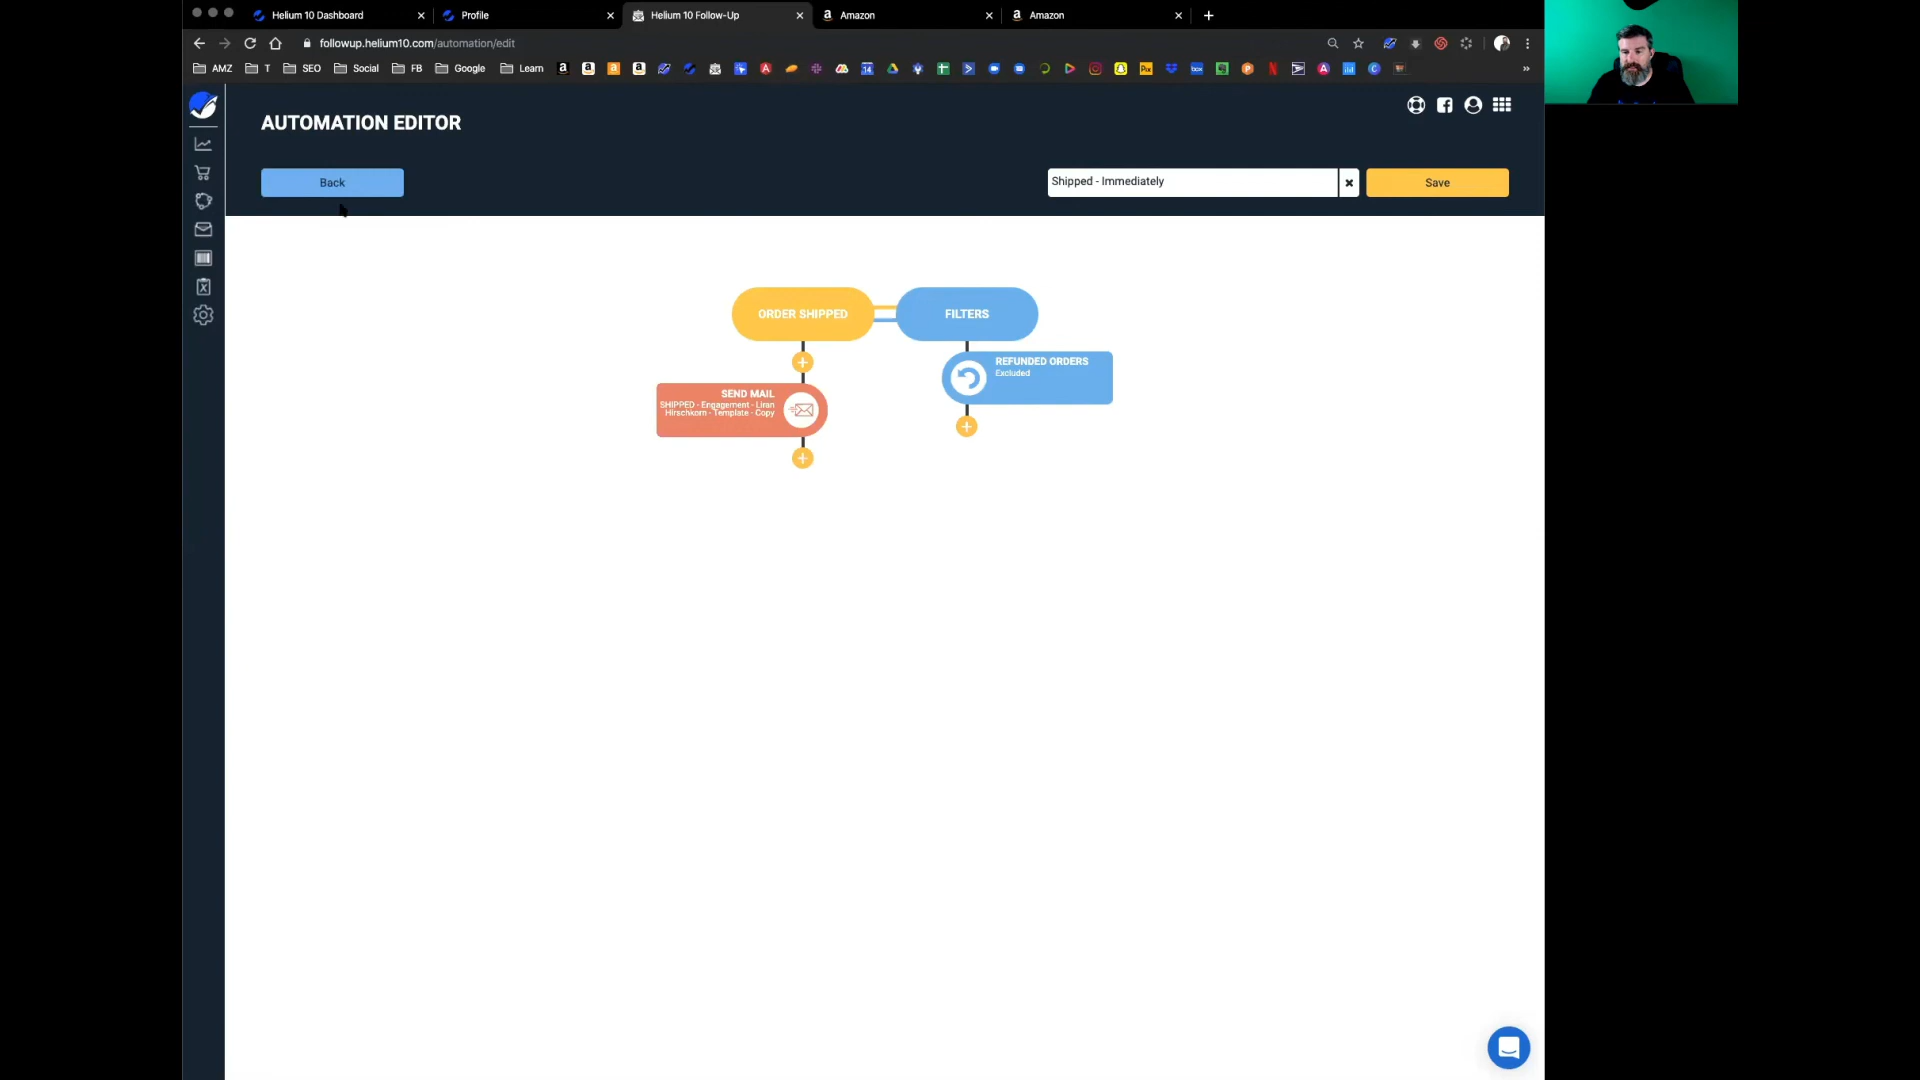 Helium 10 Dashboard
Profile
Helium 10 Follow-Up
Amazon
Amazon
followup.helium10.com/automation/edit
AMZ
T
SEO
Social
FB
Google
Learn
AUTOMATION EDITOR
Back
Shipped - Immediately
Save
ORDER SHIPPED
FILTERS
SEND MAIL
SHIPPED - Engagement - Liran
Hirschkorn - Template - Copy
REFUNDED ORDERS
Excluded